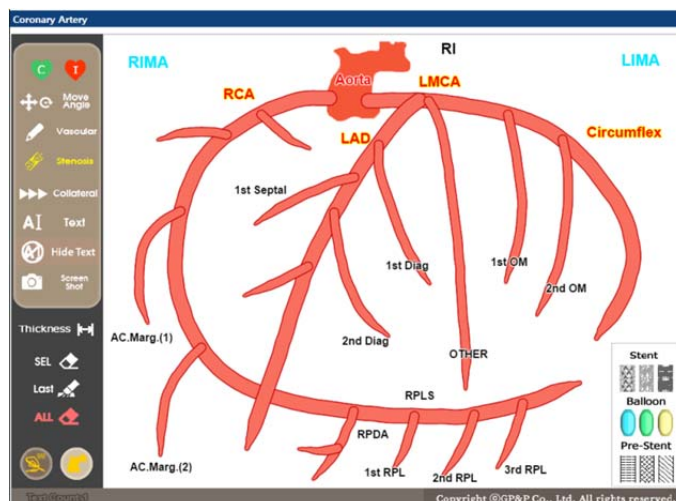 Coronary Artery
C
I
Move
Angle
Vascular
Stenosis
Collateral
AI
Text
A
Hide Text
Screen
Shot
Thickness
SEL
Last
ALL
RIMA
RI
LIMA
Aorta
LMCA
RCA
LAD
Circumflex
1st Septal
1st Diag
1st OM
2nd OM
AC.Marg.(1)
2nd Diag
OTHER
RPLS
RPDA
AC.Marg.(2)
1st RPL
2nd RPL
3rd RPL
Stent
Balloon
Pre-Stent
Copyright ⓒGP&P Co., Ltd. All rights reserved